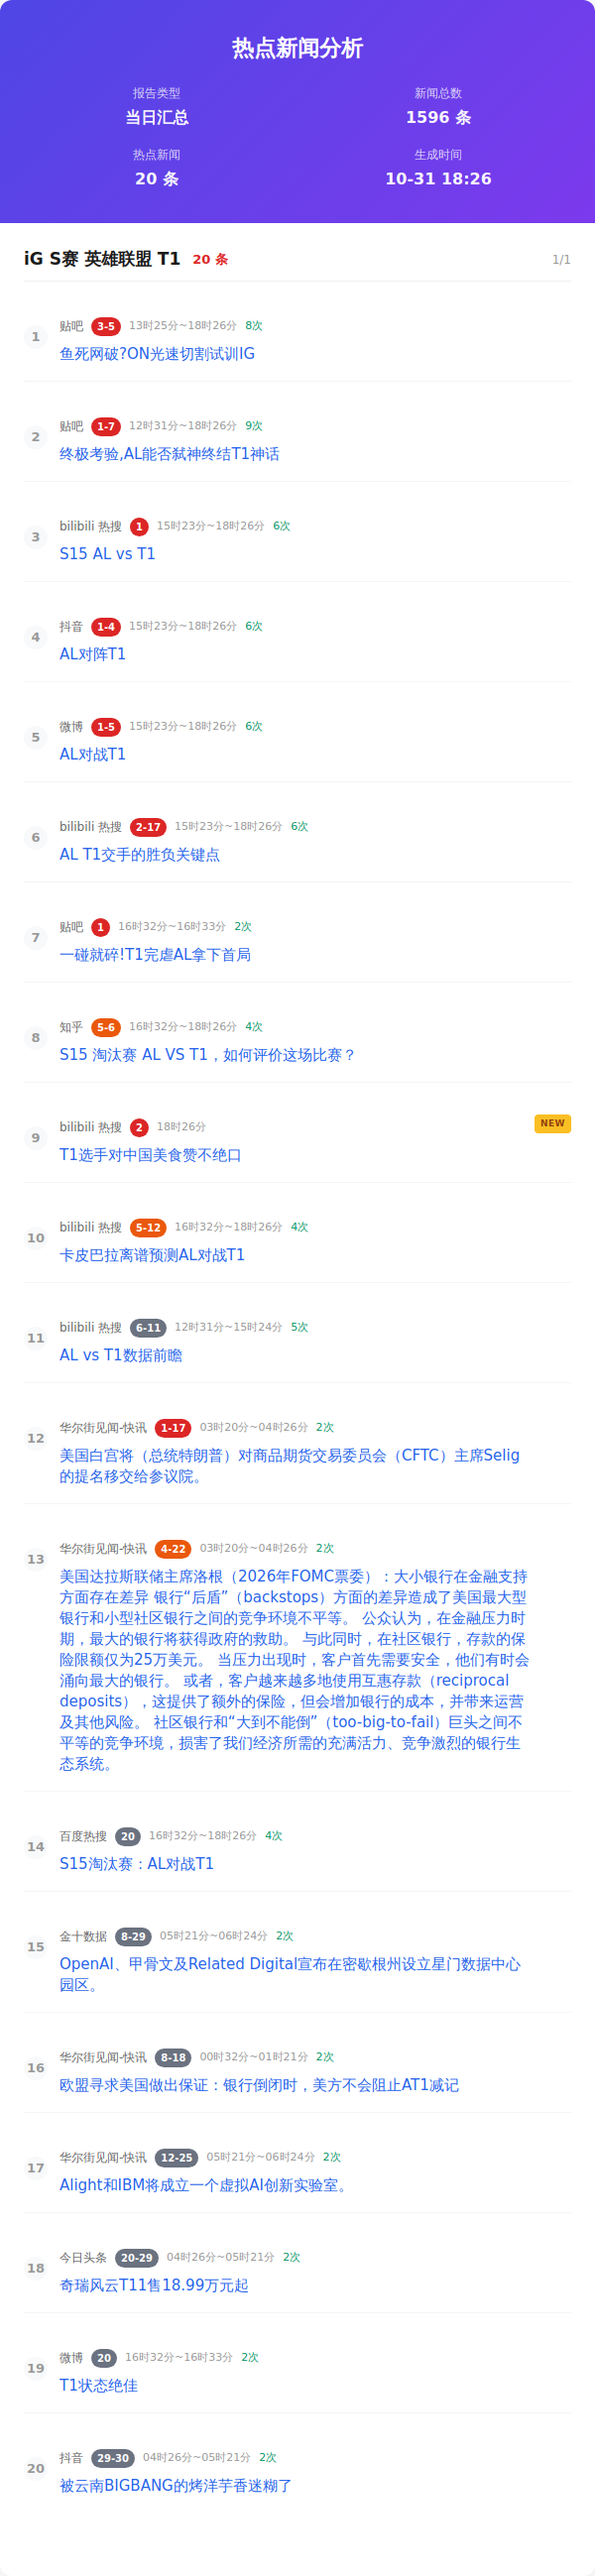 热点新闻分析
报告类型
当日汇总
新闻总数
1596 条
热点新闻
20 条
生成时间
10-31 18:26
iG S赛 英雄联盟 T1 20 条 1/1
1
贴吧 3-5 13时25分~18时26分 8次
鱼死网破?ON光速切割试训IG
2
贴吧 1-7 12时31分~18时26分 9次
终极考验,AL能否弑神终结T1神话
3
bilibili 热搜 1 15时23分~18时26分 6次
S15 AL vs T1
4
抖音 1-4 15时23分~18时26分 6次
AL对阵T1
5
微博 1-5 15时23分~18时26分 6次
AL对战T1
6
bilibili 热搜 2-17 15时23分~18时26分 6次
AL T1交手的胜负关键点
7
贴吧 1 16时32分~16时33分 2次
一碰就碎!T1完虐AL拿下首局
8
知乎 5-6 16时32分~18时26分 4次
S15 淘汰赛 AL VS T1，如何评价这场比赛？
9
bilibili 热搜 2 18时26分 NEW
T1选手对中国美食赞不绝口
10
bilibili 热搜 5-12 16时32分~18时26分 4次
卡皮巴拉离谱预测AL对战T1
11
bilibili 热搜 6-11 12时31分~15时24分 5次
AL vs T1数据前瞻
12
华尔街见闻-快讯 1-17 03时20分~04时26分 2次
美国白宫将（总统特朗普）对商品期货交易委员会（CFTC）主席Selig
的提名移交给参议院。
13
华尔街见闻-快讯 4-22 03时20分~04时26分 2次
美国达拉斯联储主席洛根（2026年FOMC票委）：大小银行在金融支持
方面存在差异 银行“后盾”（backstops）方面的差异造成了美国最大型
银行和小型社区银行之间的竞争环境不平等。 公众认为，在金融压力时
期，最大的银行将获得政府的救助。 与此同时，在社区银行，存款的保
险限额仅为25万美元。 当压力出现时，客户首先需要安全，他们有时会
涌向最大的银行。 或者，客户越来越多地使用互惠存款（reciprocal
deposits），这提供了额外的保险，但会增加银行的成本，并带来运营
及其他风险。 社区银行和“大到不能倒”（too-big-to-fail）巨头之间不
平等的竞争环境，损害了我们经济所需的充满活力、竞争激烈的银行生
态系统。
14
百度热搜 20 16时32分~18时26分 4次
S15淘汰赛：AL对战T1
15
金十数据 8-29 05时21分~06时24分 2次
OpenAI、甲骨文及Related Digital宣布在密歇根州设立星门数据中心
园区。
16
华尔街见闻-快讯 8-18 00时32分~01时21分 2次
欧盟寻求美国做出保证：银行倒闭时，美方不会阻止AT1减记
17
华尔街见闻-快讯 12-25 05时21分~06时24分 2次
Alight和IBM将成立一个虚拟AI创新实验室。
18
今日头条 20-29 04时26分~05时21分 2次
奇瑞风云T11售18.99万元起
19
微博 20 16时32分~16时33分 2次
T1状态绝佳
20
抖音 29-30 04时26分~05时21分 2次
被云南BIGBANG的烤洋芋香迷糊了